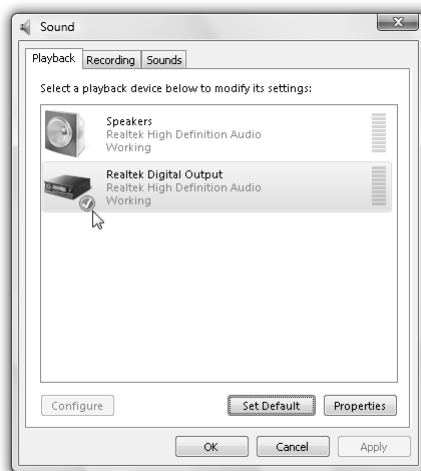 Sound
Playback Recording Sounds
Select a playback device below to modify its settings:
Speakers
Realtek High Definition Audio
Working
Realtek Digital Output
Realtek High Definition Audio
Working
Configure Set Default Properties
OK Cancel Apply